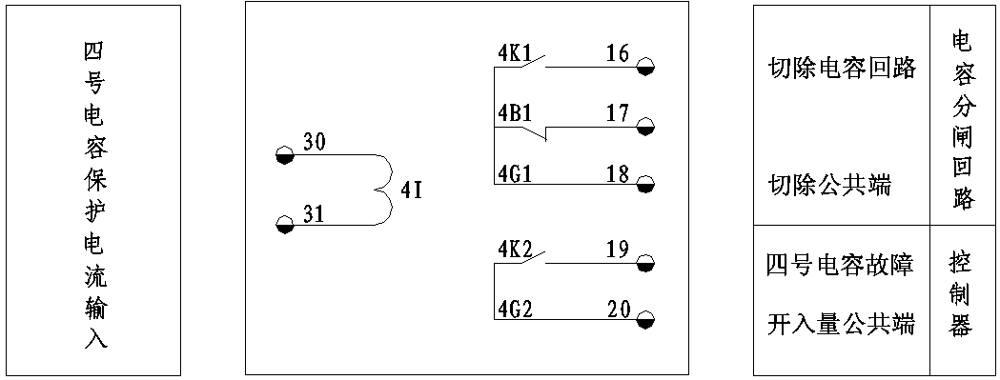 四号电容保护电流输入
30
31
4I
4K1 16
4B1 17
4G1 18
4K2 19
4G2 20
切除电容回路
切除公共端
电容分闸回路
四号电容故障
开入量公共端
控制器